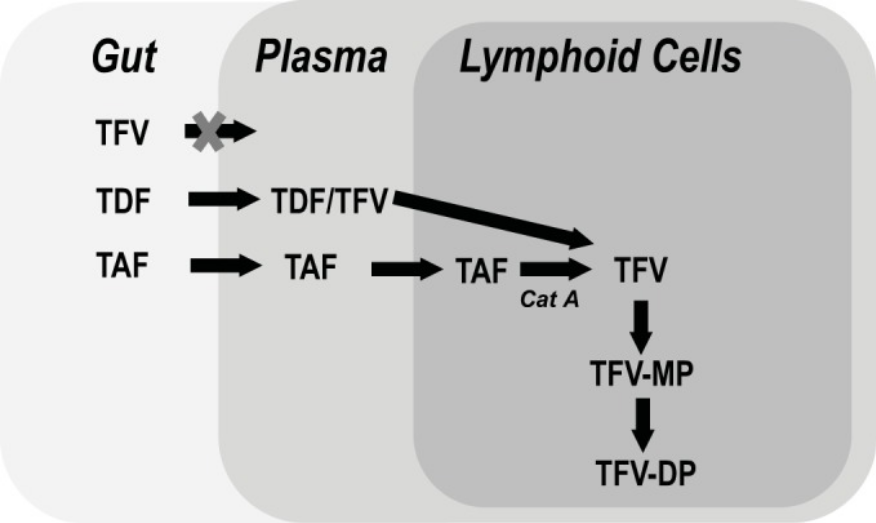 Gut Plasma Lymphoid Cells
TFV
TDF TDF/TFV
TAF TAF TAF TFV
Cat A
TFV-MP
TFV-DP